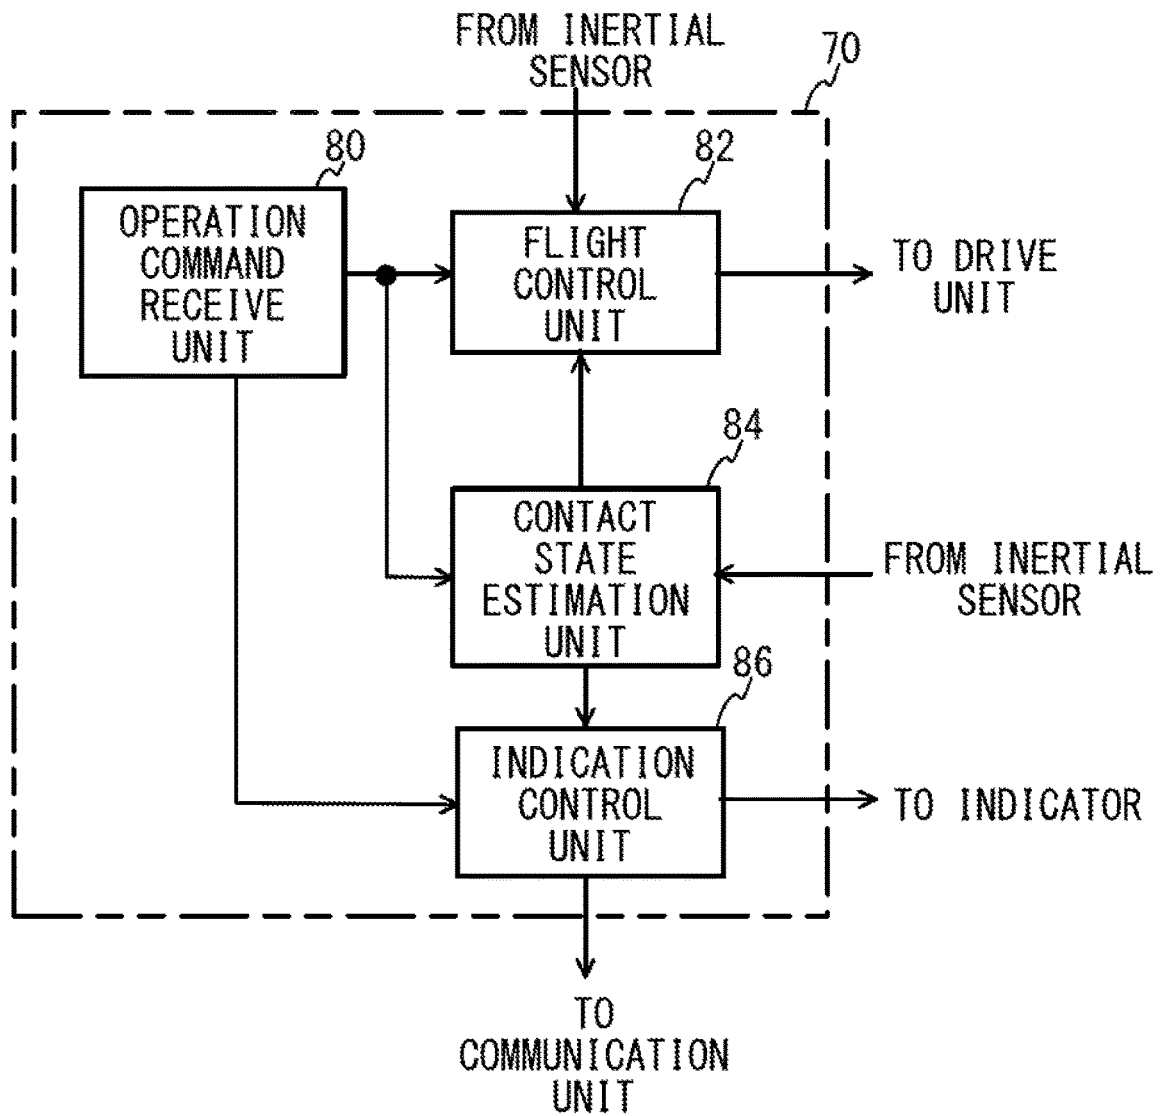 FROM INERTIAL
SENSOR
70
80
82
OPERATION
COMMAND
RECEIVE
UNIT
FLIGHT
CONTROL
UNIT
TO DRIVE
UNIT
84
CONTACT
STATE
ESTIMATION
UNIT
FROM INERTIAL
SENSOR
86
INDICATION
CONTROL
UNIT
TO INDICATOR
TO
COMMUNICATION
UNIT